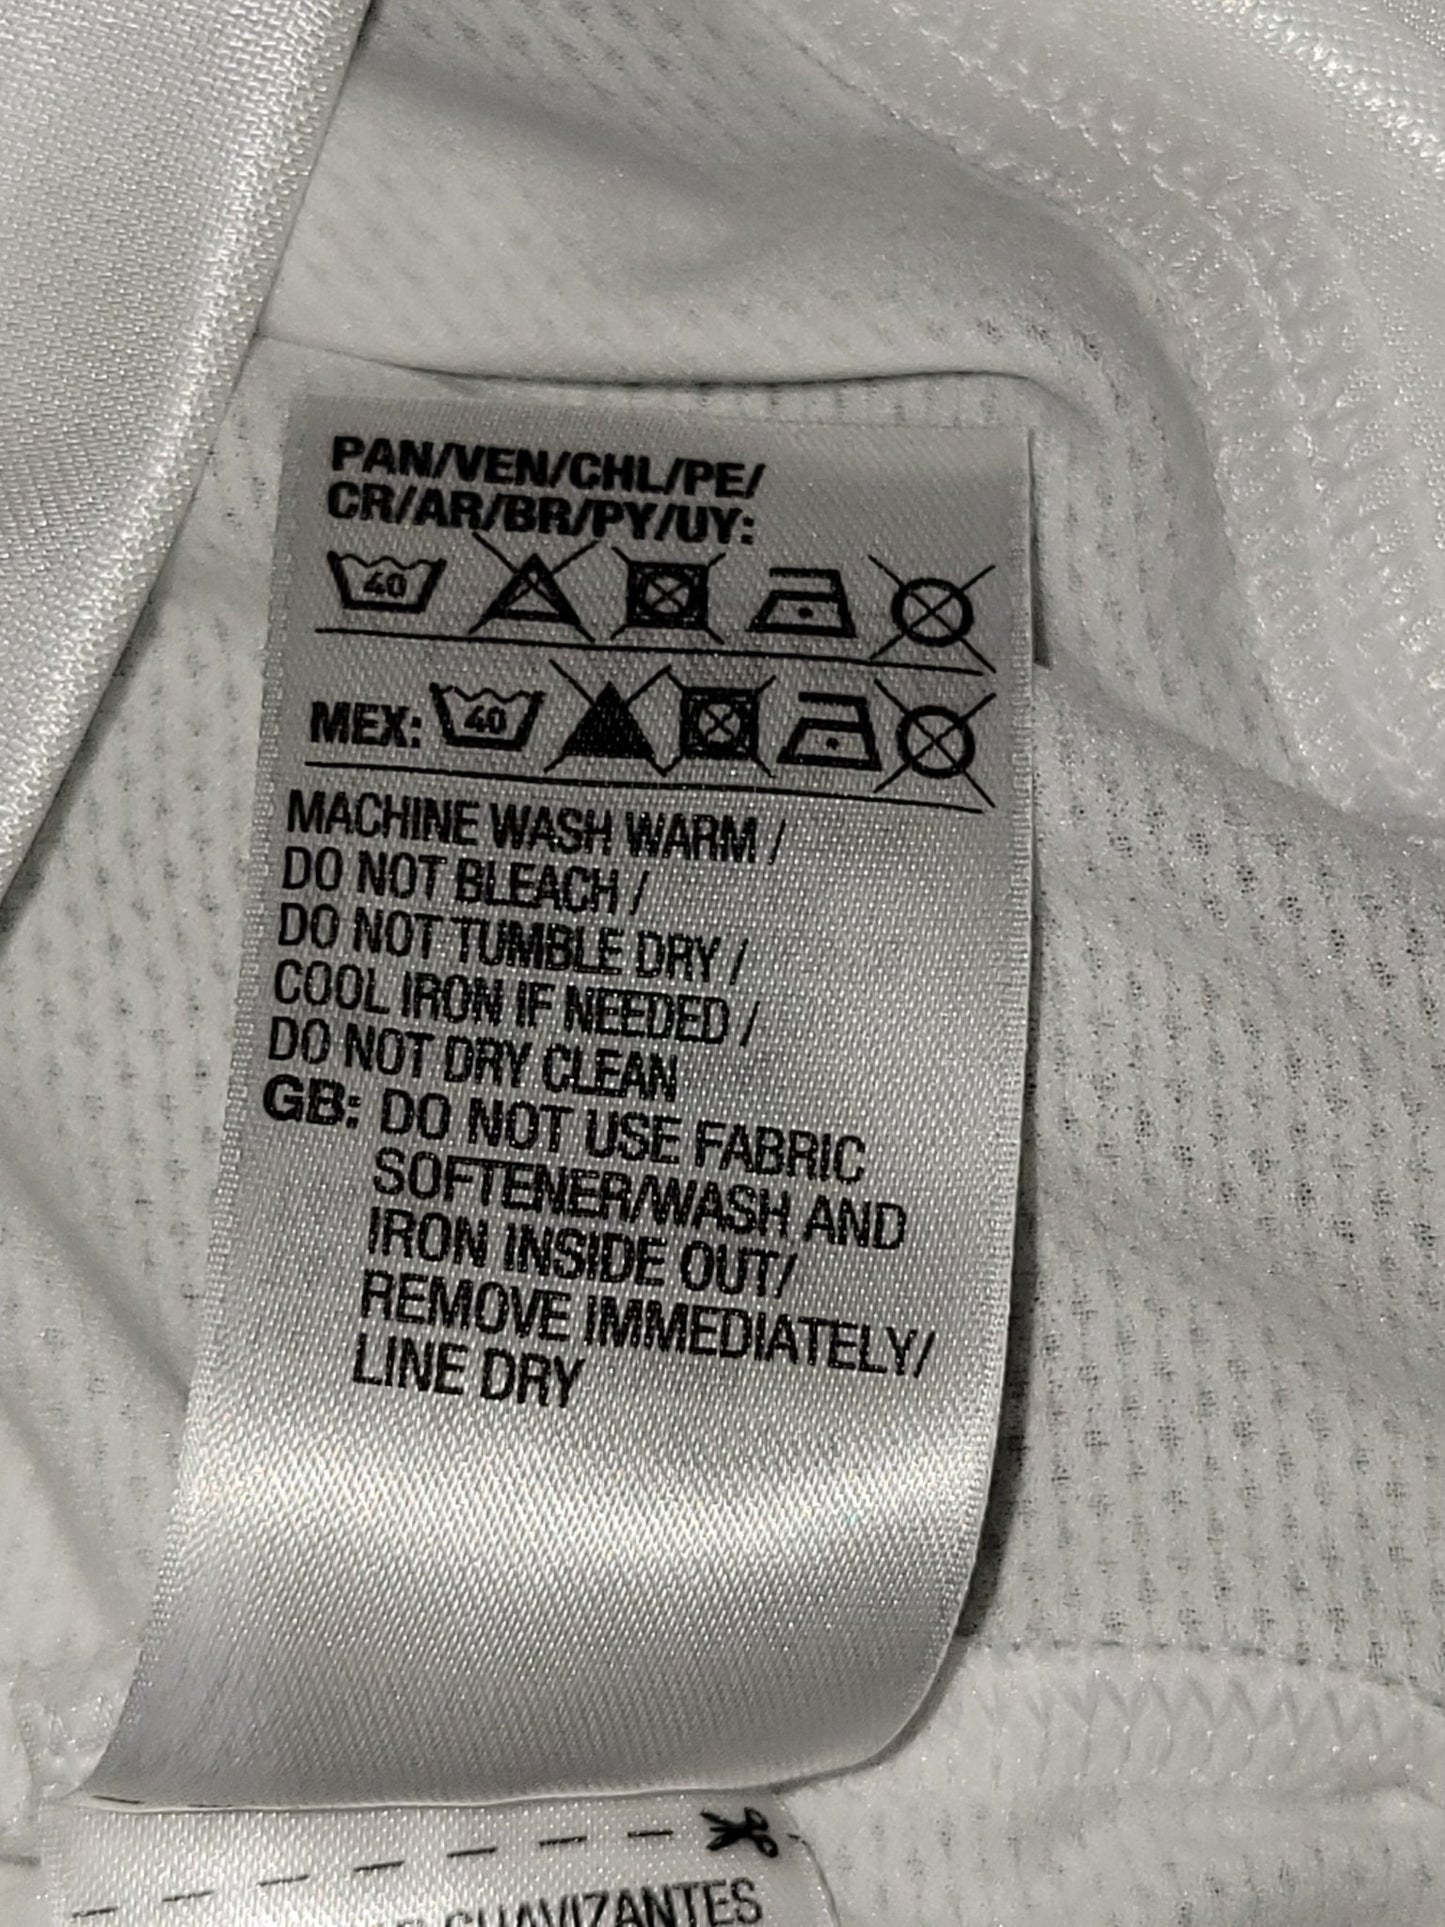 PAN/VEN/CHL/PE/
CR/AR/BR/PY/UY:
40
MEX: 40
MACHINE WASH WARM /
DO NOT BLEACH /
DO NOT TUMBLE DRY /
COOL IRON IF NEEDED /
DO NOT DRY CLEAN
GB: DO NOT USE FABRIC
SOFTENER/WASH AND
IRON INSIDE OUT/
REMOVE IMMEDIATELY/
LINE DRY